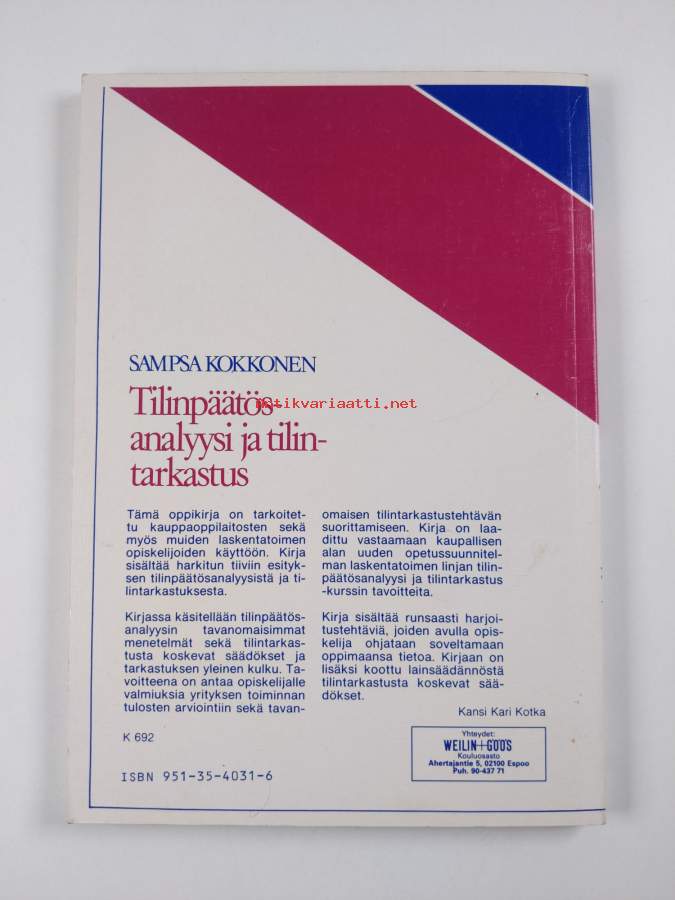 SAMPSA KOKKONEN
Tilinpäätös-
antikvariaatti.net
analyysi ja tilin-
tarkastus
Tämä oppikirja on tarkoitet-
tu kauppaoppilaitosten sekä
myös muiden laskentatoimen
opiskelijoiden käyttöön. Kirja
sisältää harkitun tiiviin esityk-
sen tilinpäätösanalyysistä ja ti-
lintarkastuksesta.
Kirjassa käsitellään tilinpäätös-
analyysin tavanomaisimmat
menetelmät sekä tilintarkas-
tusta koskevat säädökset ja
tarkastuksen yleinen kulku. Ta-
voitteena on antaa opiskelijalle
valmiuksia yrityksen toiminnan
tulosten arviointiin sekä tavan-
omaisen tilintarkastustehtävän
suorittamiseen. Kirja on laa-
dittu vastaamaan kaupallisen
alan uuden opetussuunnitel-
man laskentatoimen linjan tilin-
päätösanalyysi ja tilintarkastus
-kurssin tavoitteita.
Kirja sisältää runsaasti harjoi-
tustehtäviä, joiden avulla opis-
kelija ohjataan soveltamaan
oppimaansa tietoa. Kirjaan on
lisäksi koottu lainsäädännöstä
tilintarkastusta koskevat sää-
dökset.
Kansi Kari Kotka
K 692
ISBN 951-35-4031-6
Yhteydet:
WEILIN+GÖÖS
Kouluosasto
Ahertajantie 5, 02100 Espoo
Puh. 90-437 71